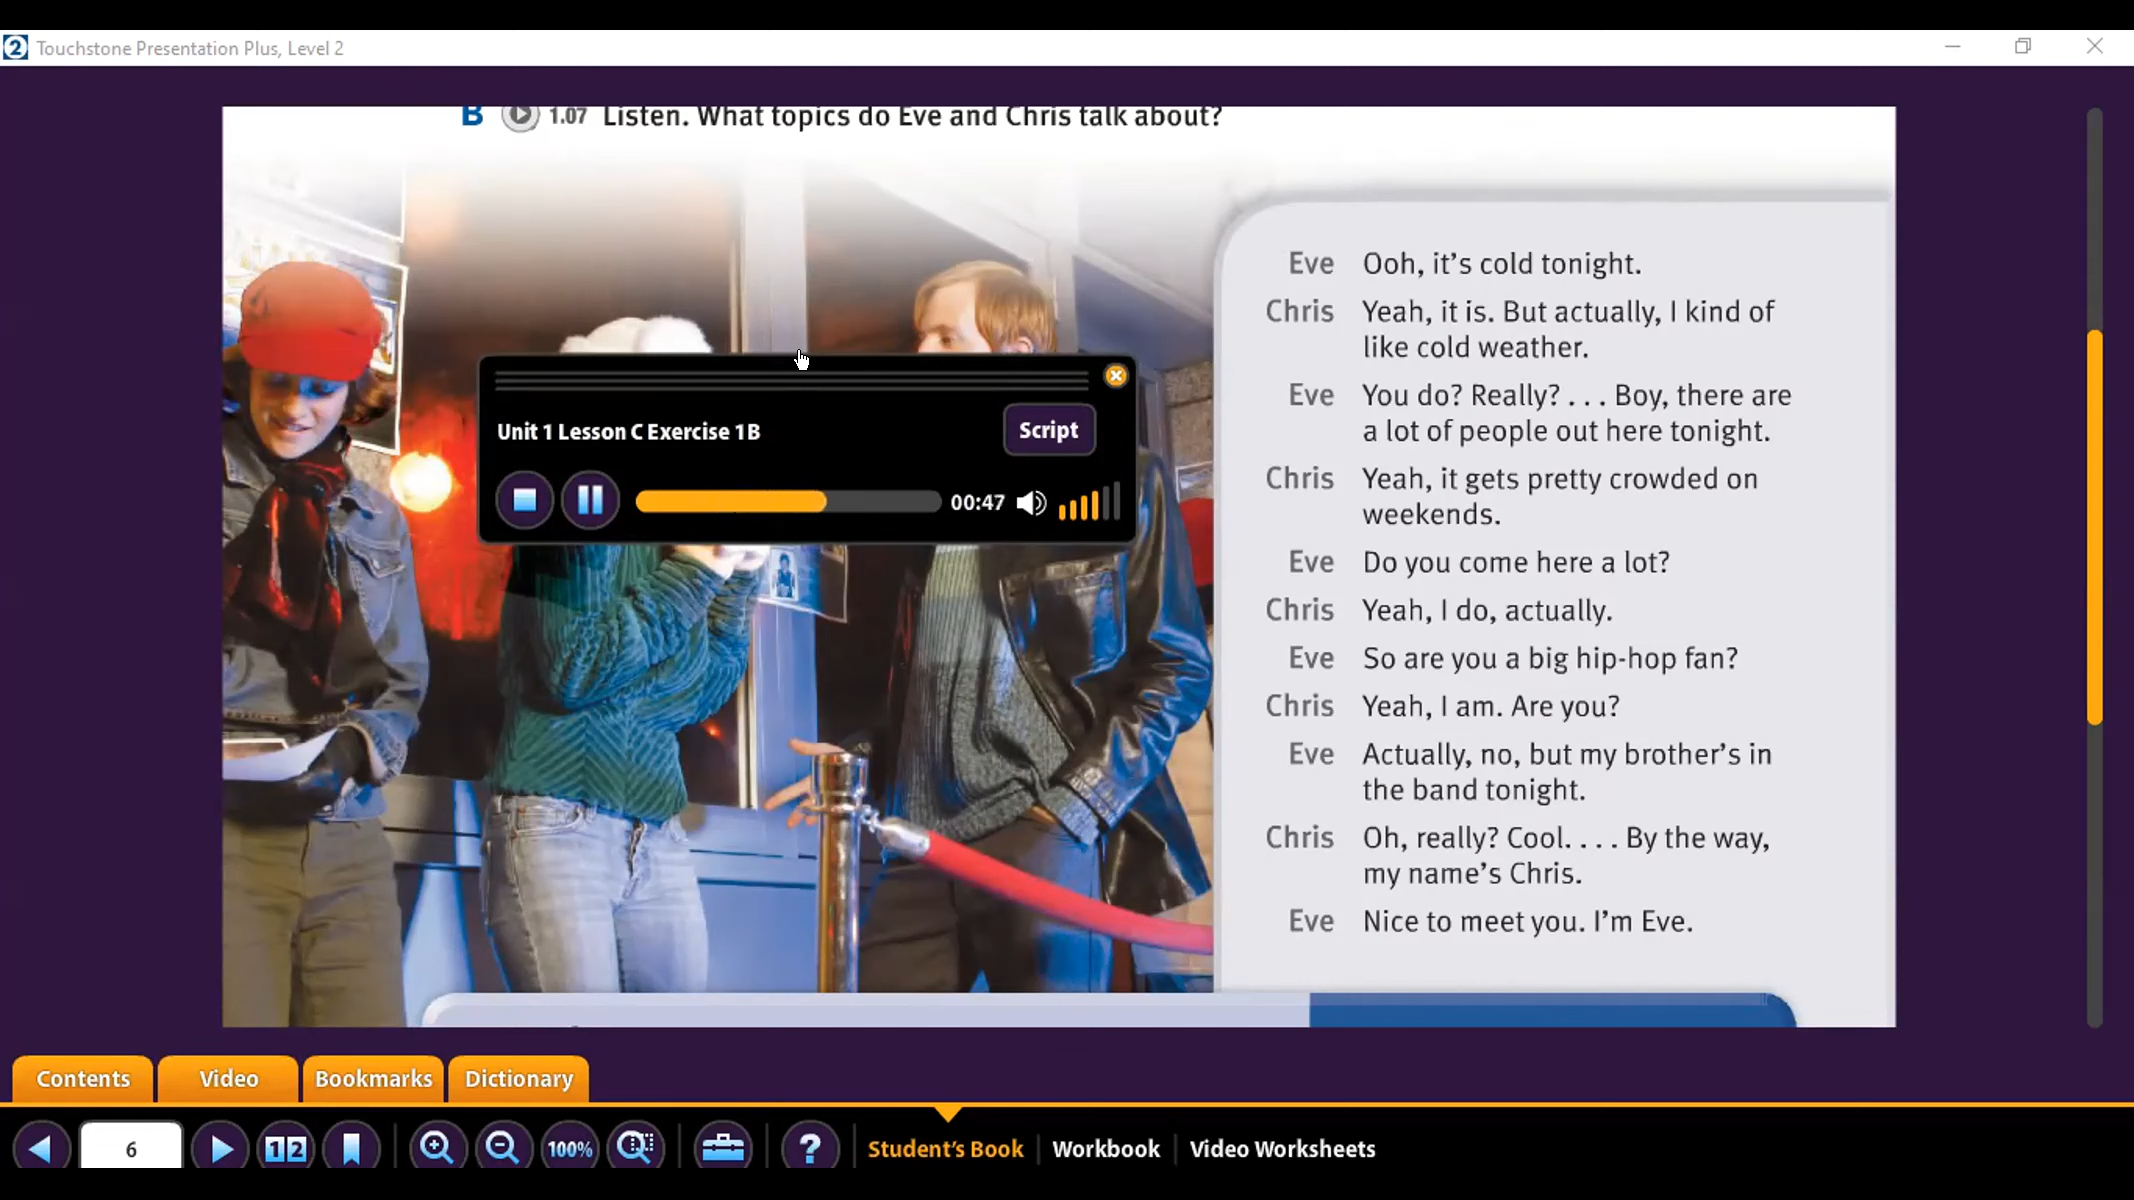 Touchstone Presentation Plus, Level 2
B 1.07 Listen. What topics do Eve and Chris talk about?
Eve Ooh, it's cold tonight.
Chris Yeah, it is. But actually, I kind of
like cold weather.
Eve You do? Really? . . . Boy, there are
a lot of people out here tonight.
Chris Yeah, it gets pretty crowded on
weekends.
Eve Do you come here a lot?
Chris Yeah, I do, actually.
Eve So are you a big hip-hop fan?
Chris Yeah, I am. Are you?
Eve Actually, no, but my brother's in
the band tonight.
Chris Oh, really? Cool. . . . By the way,
my name's Chris.
Eve Nice to meet you. I'm Eve.
Unit 1 Lesson C Exercise 1B
Script
00:47
Contents Video Bookmarks Dictionary
6 12 100% ? Student's Book Workbook Video Worksheets